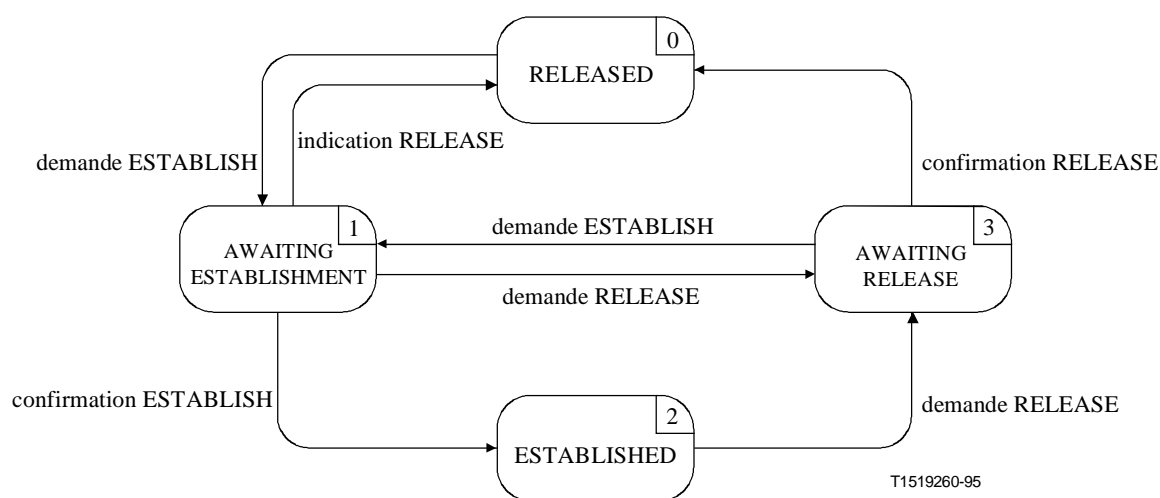 0
RELEASED
indication RELEASE
demande ESTABLISH
confirmation RELEASE
1
AWAITING
ESTABLISHMENT
demande ESTABLISH
demande RELEASE
3
AWAITING
RELEASE
confirmation ESTABLISH
demande RELEASE
2
ESTABLISHED
T1519260-95